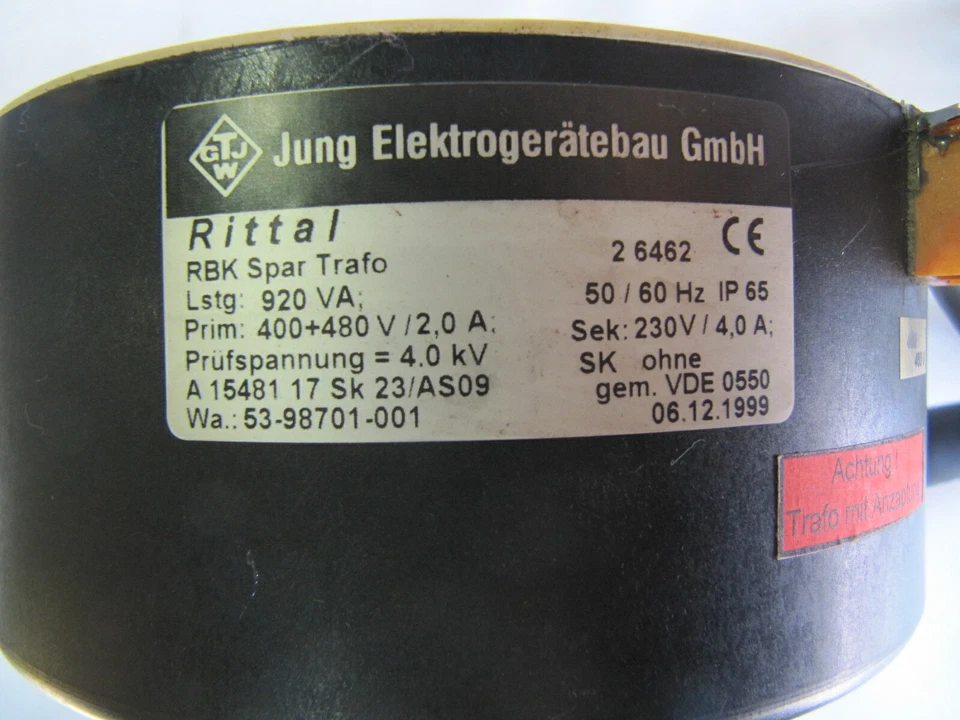 GTJW
Jung Elektrogerätebau GmbH
Rittal
2 6462 CE
RBK Spar Trafo
Lstg: 920 VA; 50 / 60 Hz IP 65
Prim: 400+480 V / 2,0 A; Sek: 230V / 4,0 A;
Prüfspannung = 4.0 kV SK ohne
A 15481 17 Sk 23/AS09 gem. VDE 0550
Wa.: 53-98701-001 06.12.1999
Achtung !
Trafo mit